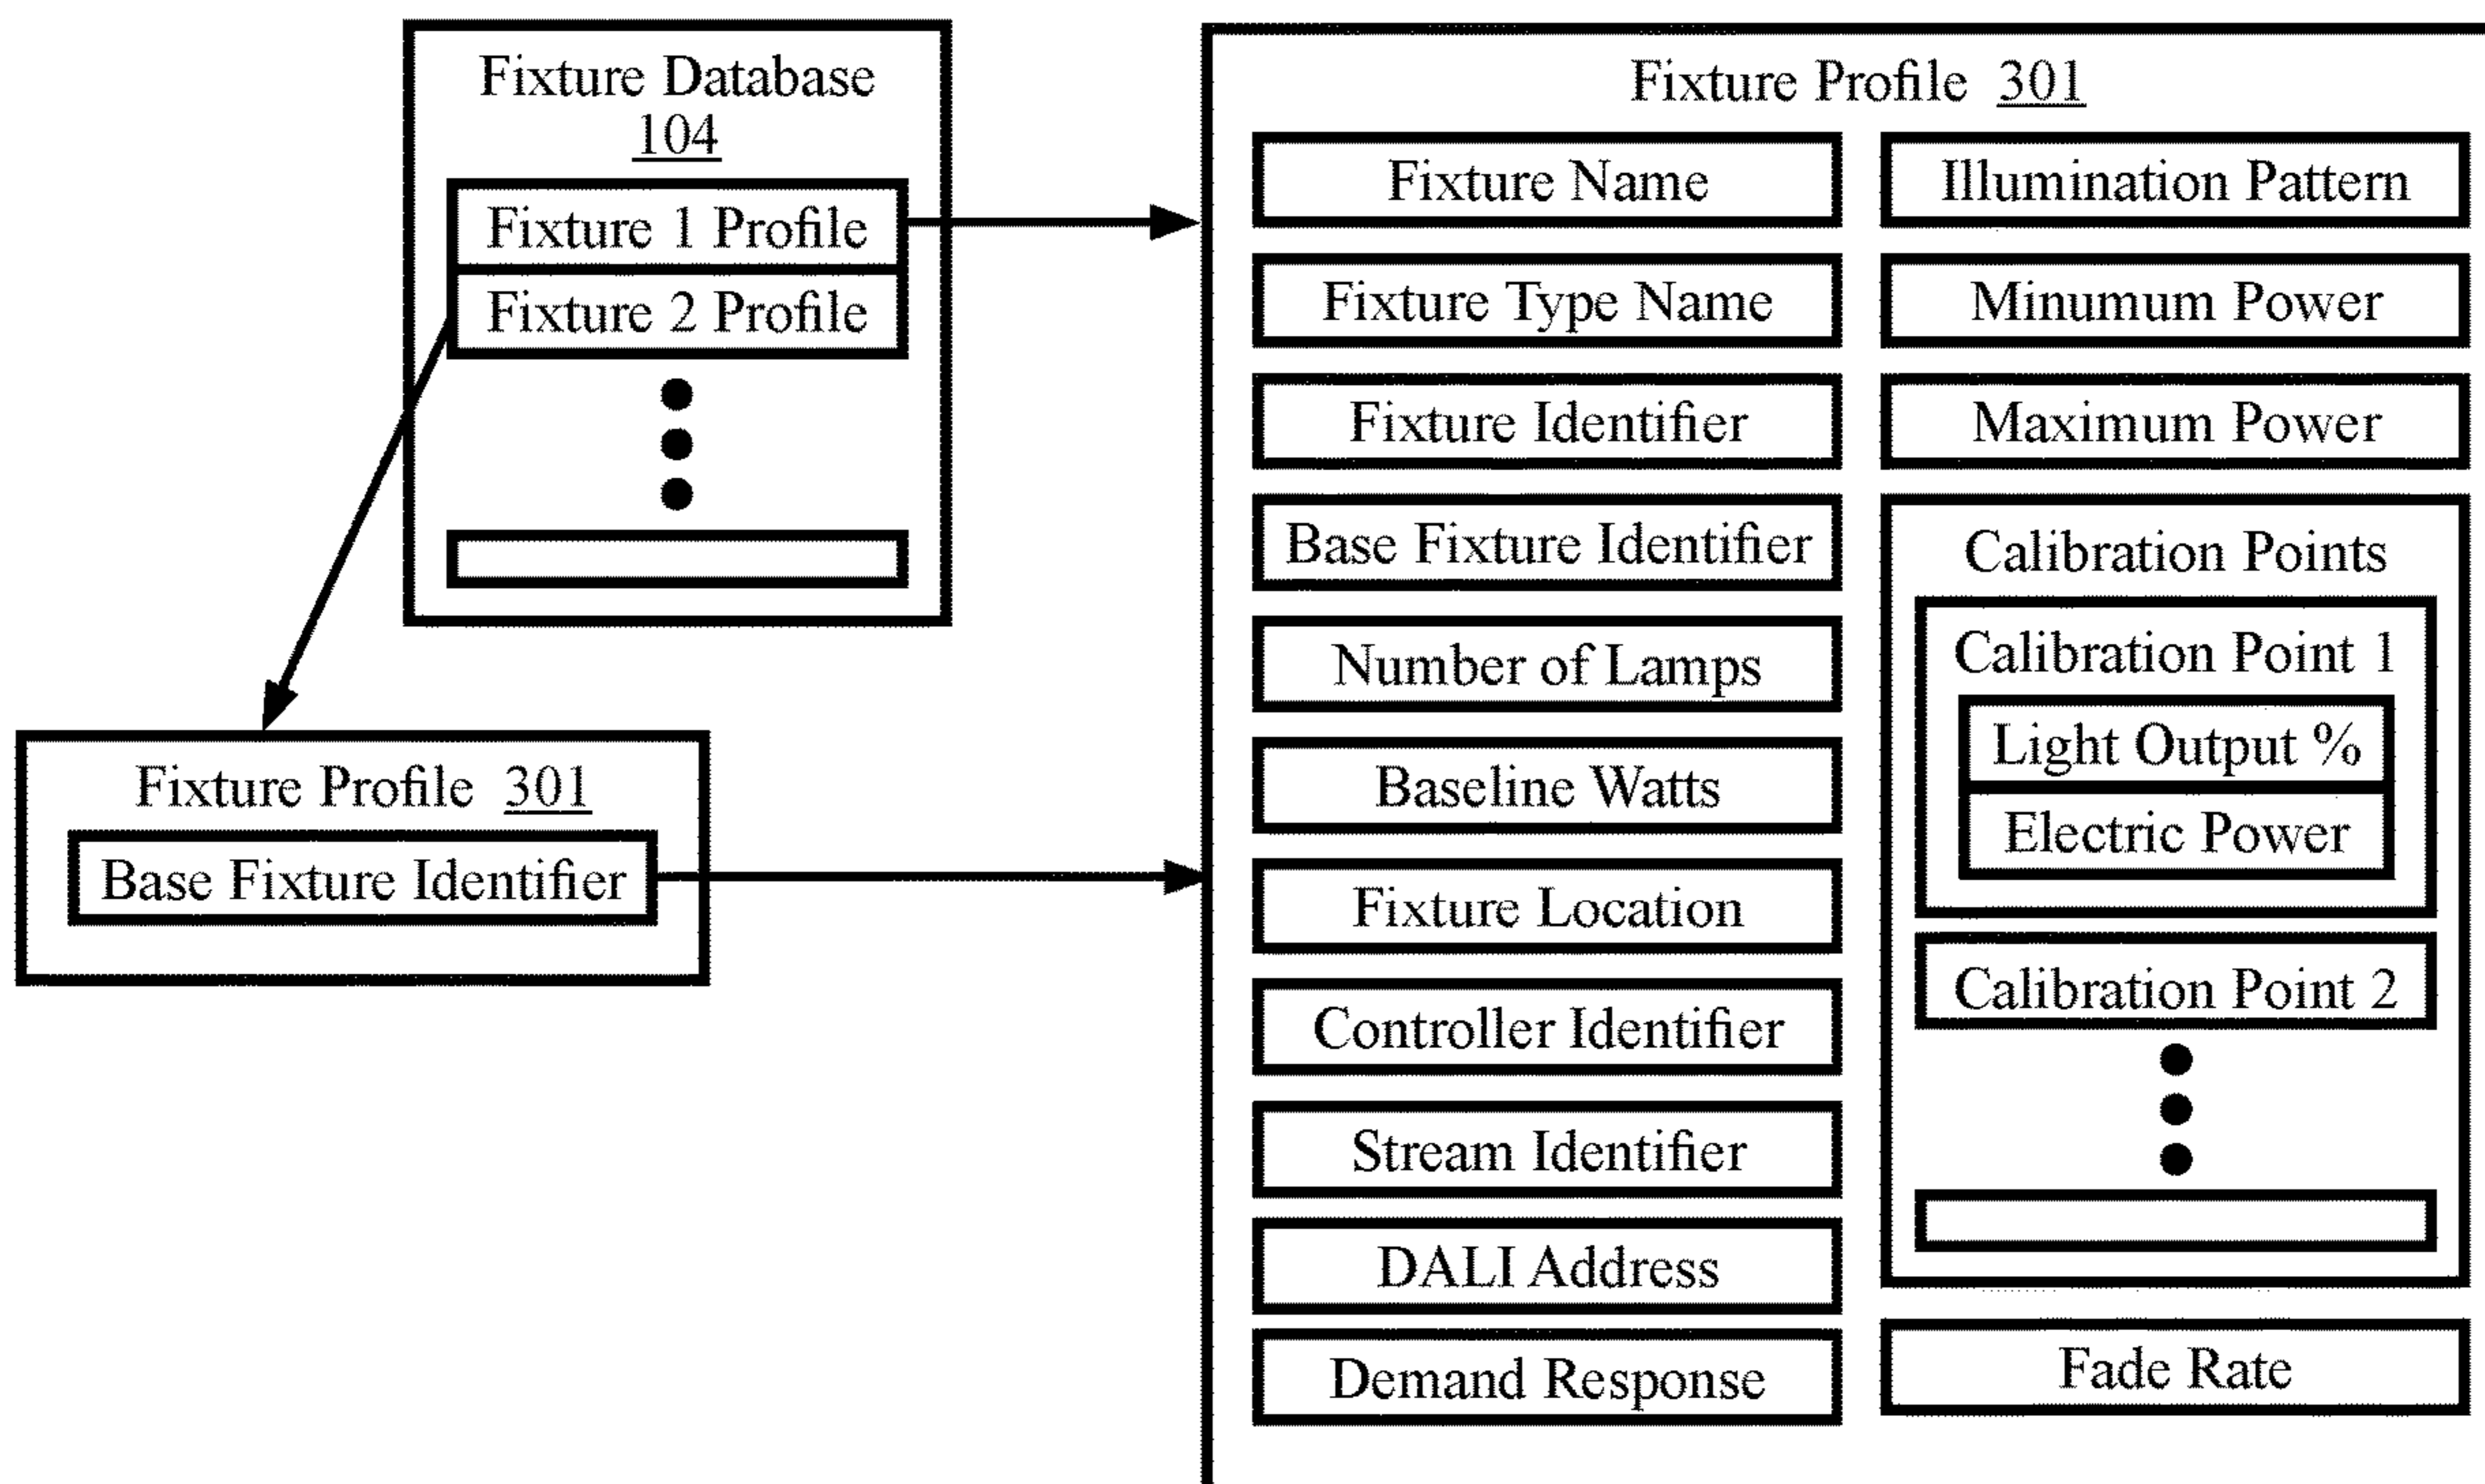 Fixture Database
104
Fixture 1 Profile
Fixture 2 Profile
Fixture Profile 301
Base Fixture Identifier
Fixture Profile 301
Fixture Name
Fixture Type Name
Fixture Identifier
Base Fixture Identifier
Number of Lamps
Baseline Watts
Fixture Location
Controller Identifier
Stream Identifier
DALI Address
Demand Response
Illumination Pattern
Minumum Power
Maximum Power
Calibration Points
Calibration Point 1
Light Output %
Electric Power
Calibration Point 2
Fade Rate